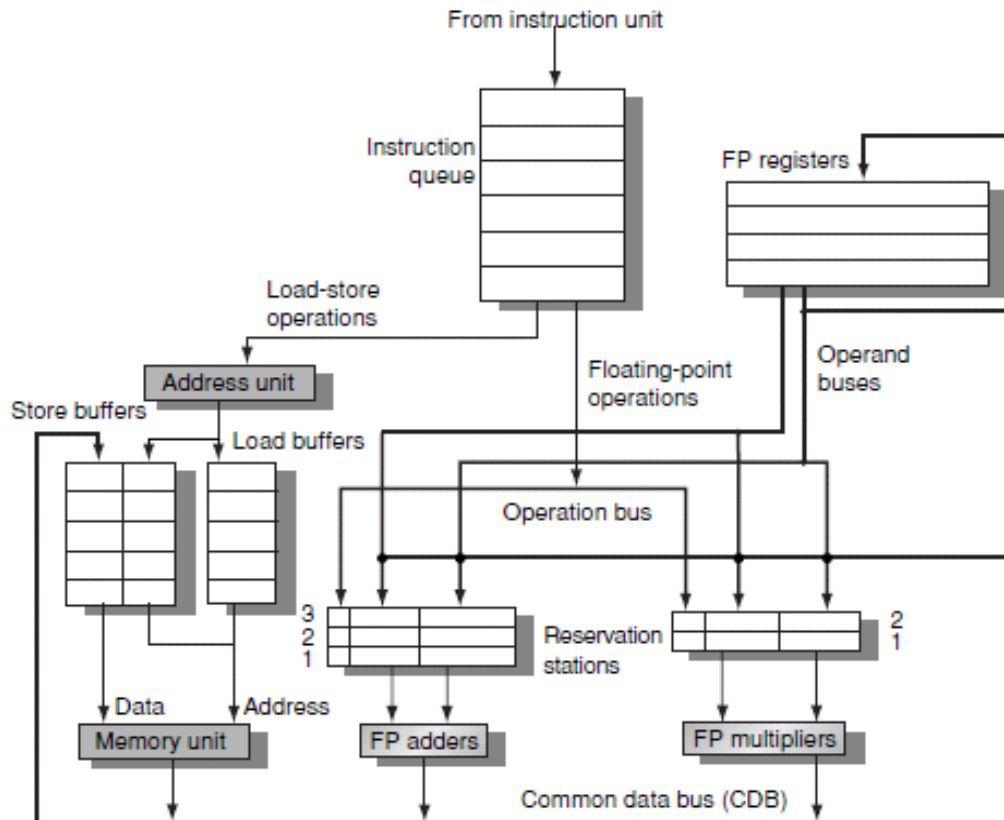 From instruction unit
Instruction
queue
FP registers
Load-store
operations
Address unit
Floating-point
operations
Operand
buses
Store buffers
Load buffers
Operation bus
3
2
1
Reservation
stations
2
1
Data
Address
Memory unit
FP adders
FP multipliers
Common data bus (CDB)